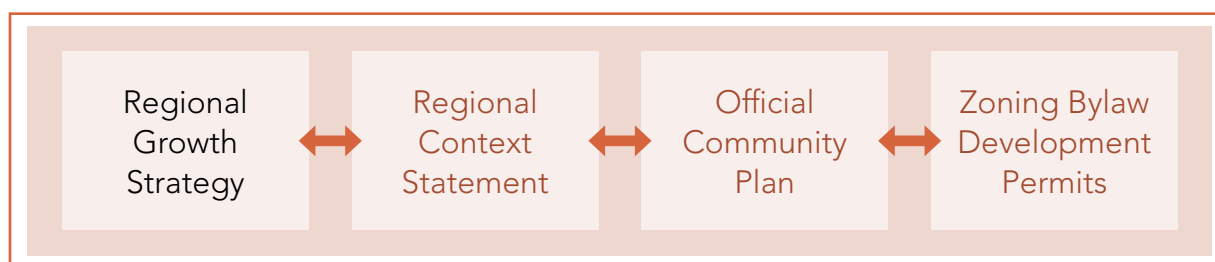 Regional
Growth
Strategy
Regional
Context
Statement
Official
Community
Plan
Zoning Bylaw
Development
Permits